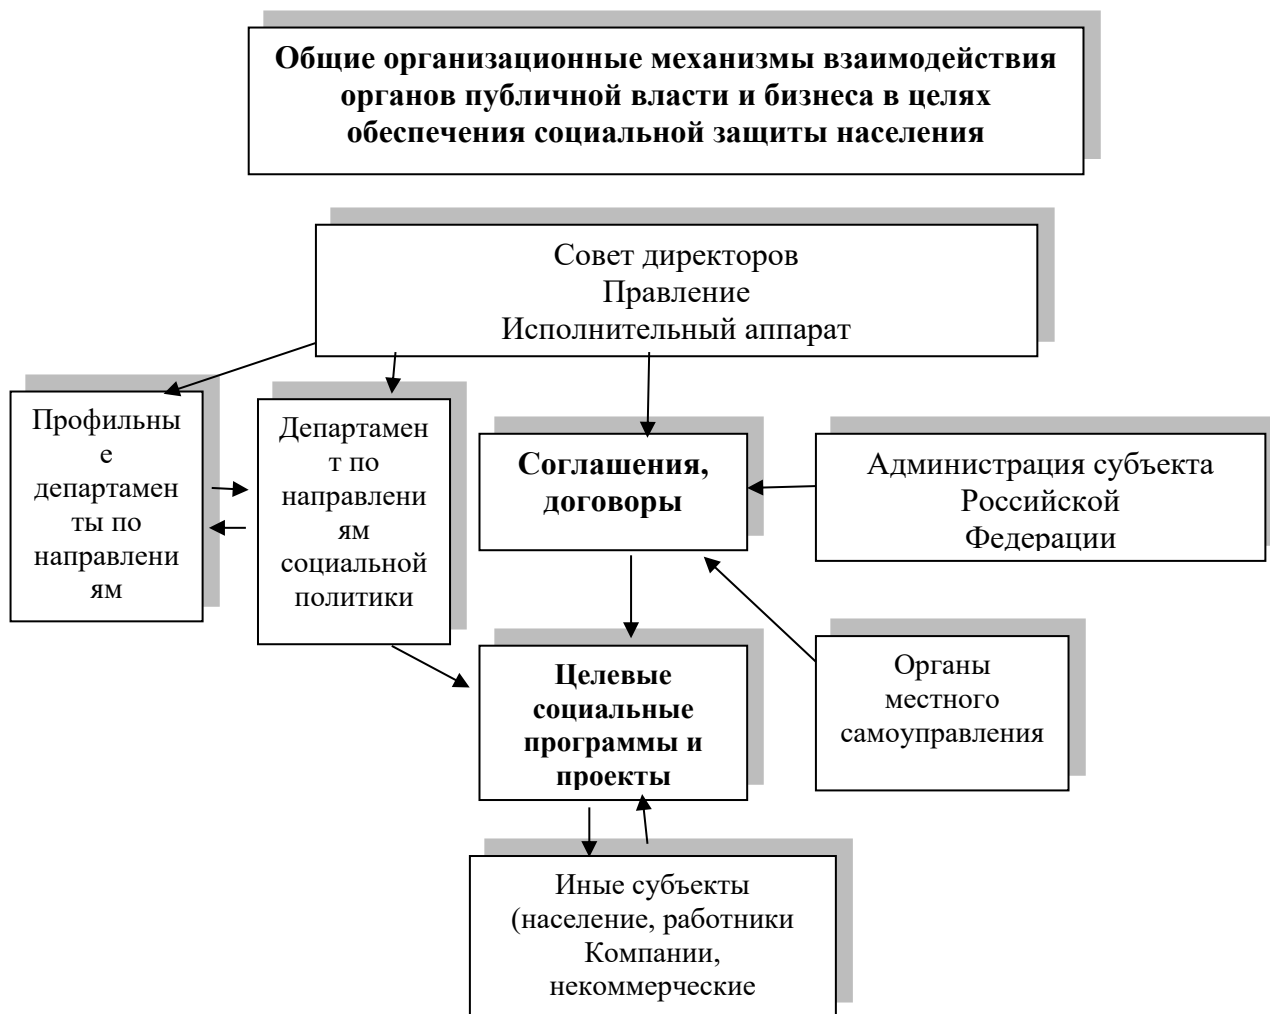 Общие организационные механизмы взаимодействия
органов публичной власти и бизнеса в целях
обеспечения социальной защиты населения
Совет директоров
Правление
Исполнительный аппарат
Профильны
е
департамен
ты по
направлени
ям
Департамен
т по
направлени
ям
социальной
политики
Соглашения,
договоры
Администрация субъекта
Российской
Федерации
Целевые
социальные
программы и
проекты
Органы
местного
самоуправления
Иные субъекты
(население, работники
Компании,
некоммерческие